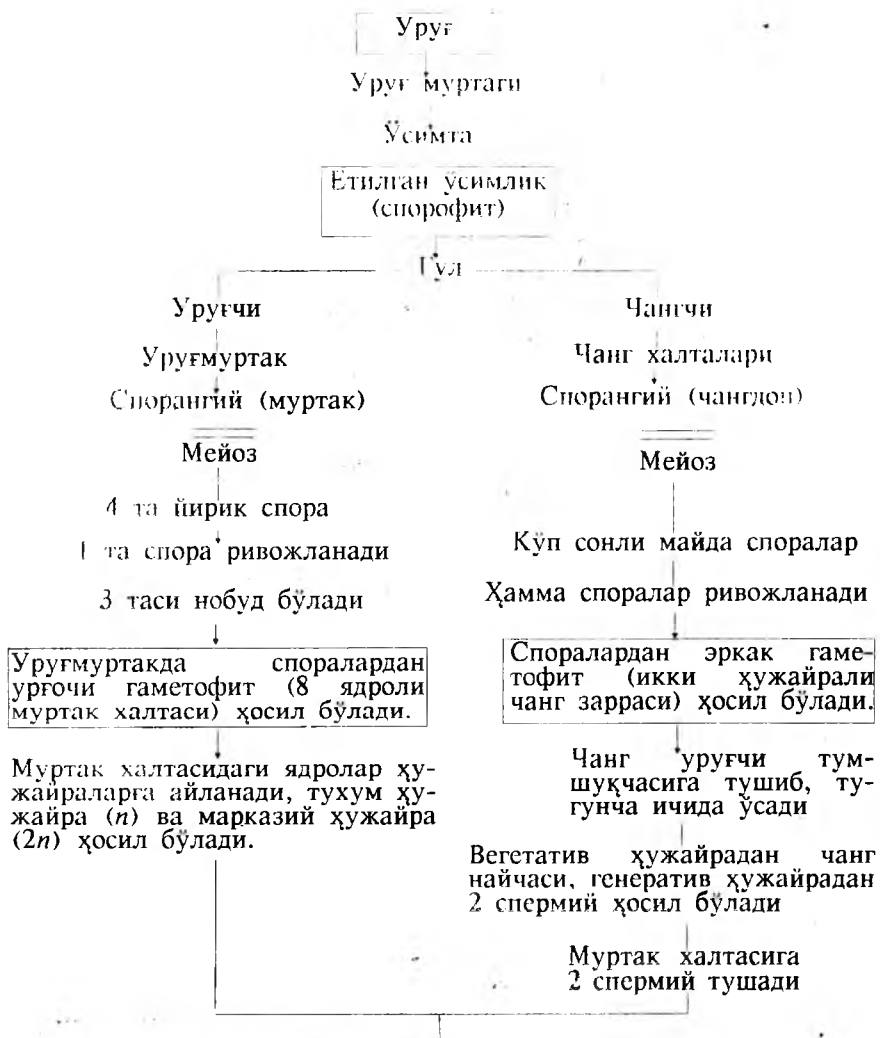 Уруғ
Уруғ муртаги
Ўсимта
Етилган ўсимлик
(спорофит)
Гул
Уруғчи
Уруғмуртак
Спорангий (муртак)
Мейоз
4 та йирик спора
1 та спора ривожланади
3 таси нобуд бўлади
Уруғмуртакда споралардан
урғочи гаметофит (8 ядроли
муртак халтаси) ҳосил бўлади.
Муртак халтасидаги ядролар ҳу-
жайраларга айланади, тухум ҳу-
жайра (n) ва марказий ҳужайра
(2n) ҳосил бўлади.
Чангчи
Чанг халталари
Спорангий (чангдон)
Мейоз
Кўп сонли майда споралар
Ҳамма споралар ривожланади
Споралардан эркак гаме-
тофит (икки ҳужайрали
чанг зарраси) ҳосил бўлади.
Чанг уруғчи тум-
шуқчасига тушиб, ту-
гунча ичида ўсади
Вегетатив ҳужайрадан чанг
найчаси, генератив ҳужайрадан
2 спермий ҳосил бўлади
Муртак халтасига
2 спермий тушади